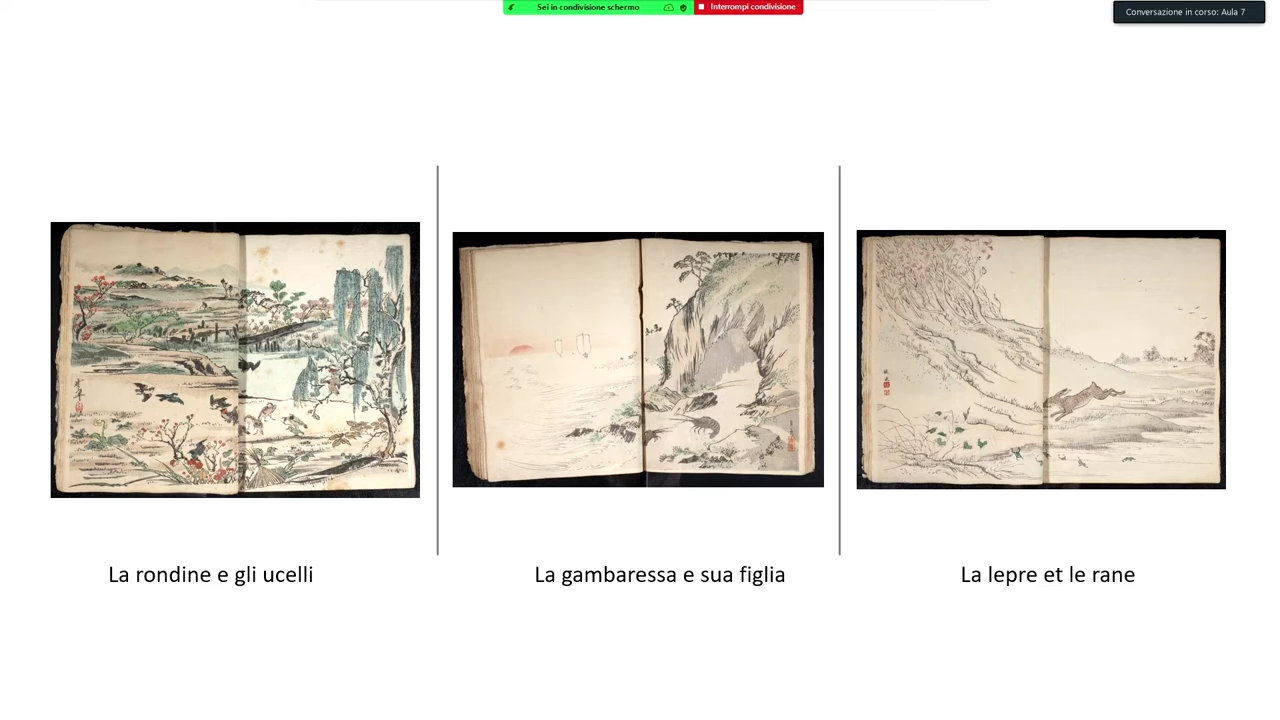 Sei in condivisione schermo
Interrompi condivisione
Conversazione in corso: Aula 7
La rondine e gli ucelli
La gambaressa e sua figlia
La lepre et le rane